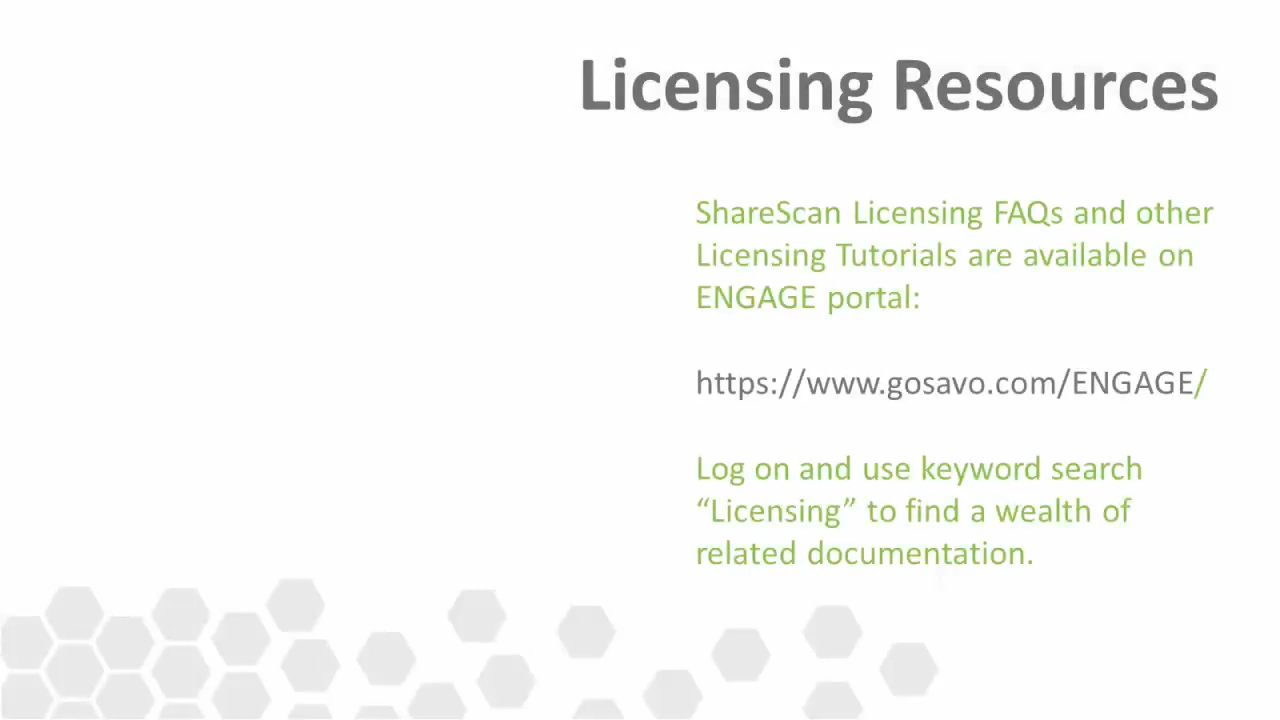 Licensing Resources
ShareScan Licensing FAQs and other
Licensing Tutorials are available on
ENGAGE portal:
https://www.gosavo.com/ENGAGE/
Log on and use keyword search
“Licensing” to find a wealth of
related documentation.